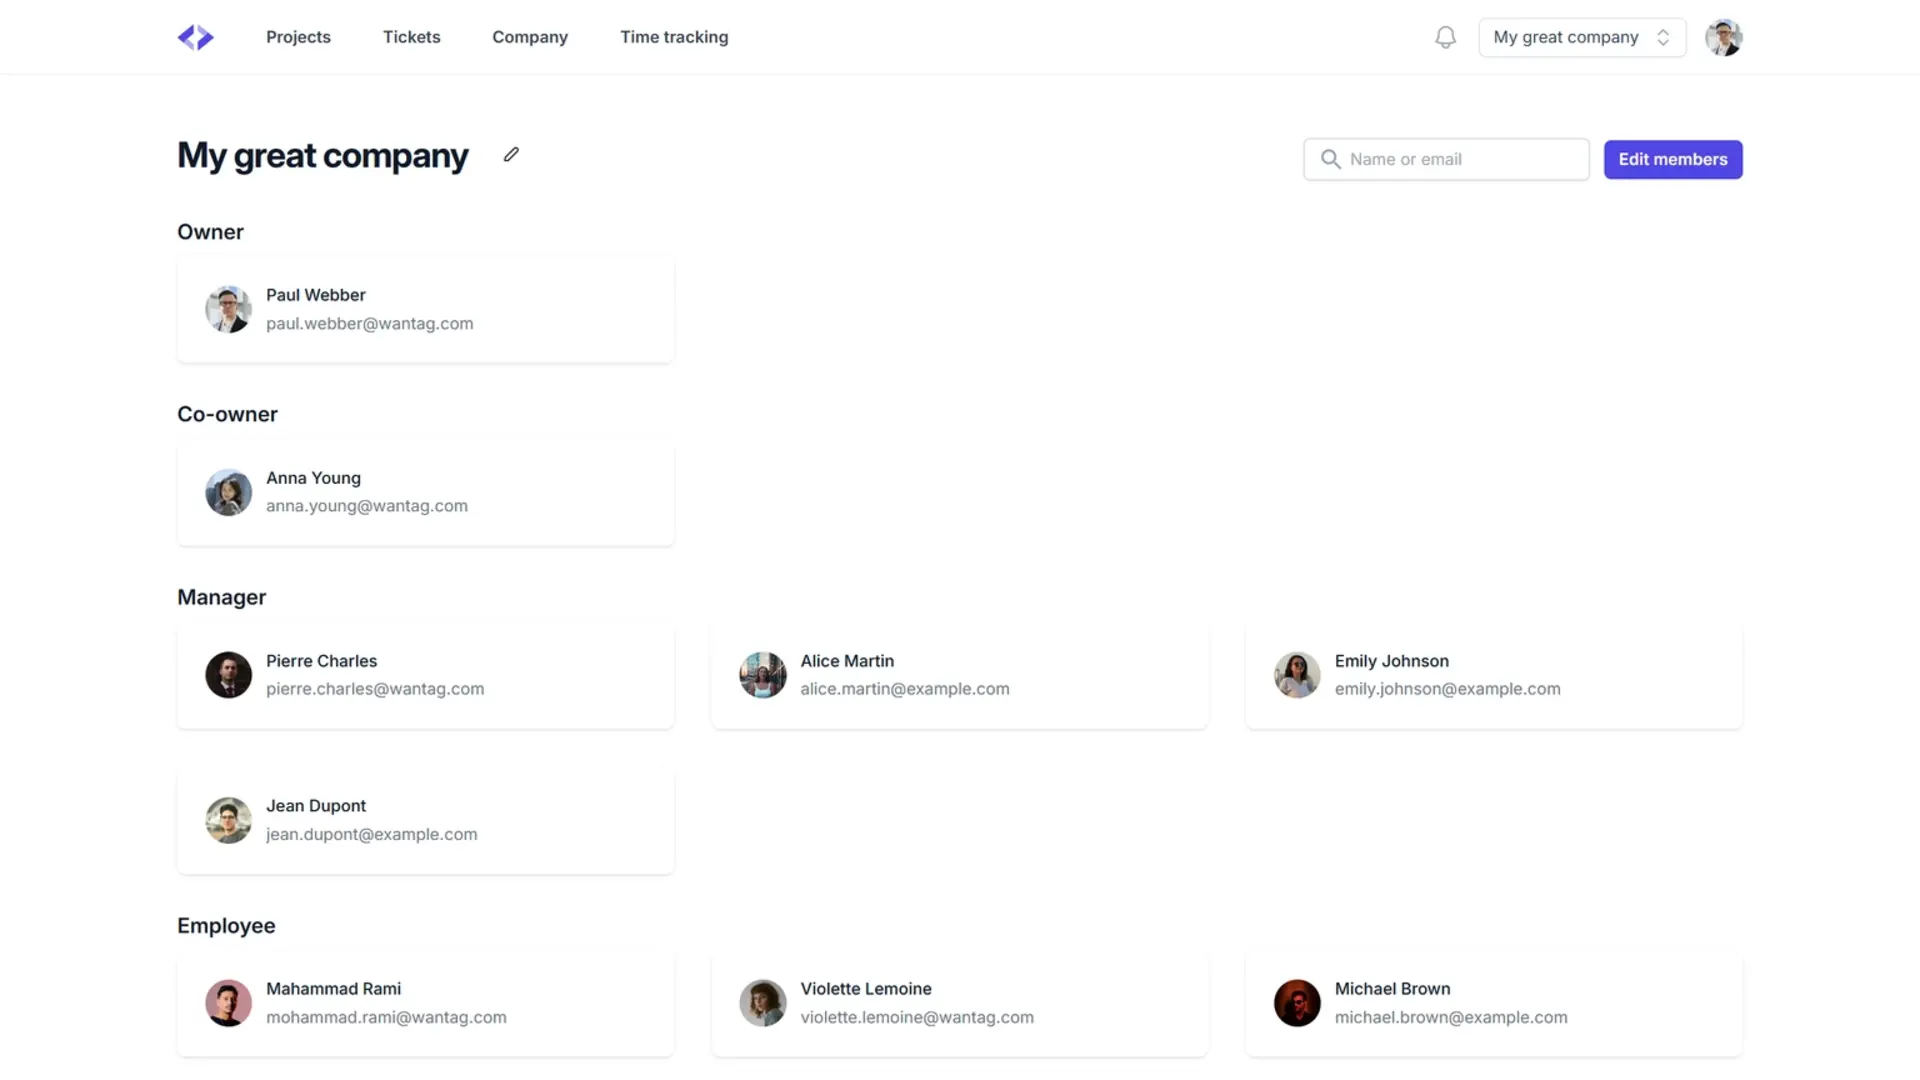 Projects
Tickets
Company
Time tracking
My great company
My great company
Name or email
Edit members
Owner
Paul Webber
paul.webber@wantag.com
Co-owner
Anna Young
anna.young@wantag.com
Manager
Pierre Charles
pierre.charles@wantag.com
Alice Martin
alice.martin@example.com
Emily Johnson
emily.johnson@example.com
Jean Dupont
jean.dupont@example.com
Employee
Mahammad Rami
mohammad.rami@wantag.com
Violette Lemoine
violette.lemoine@wantag.com
Michael Brown
michael.brown@example.com